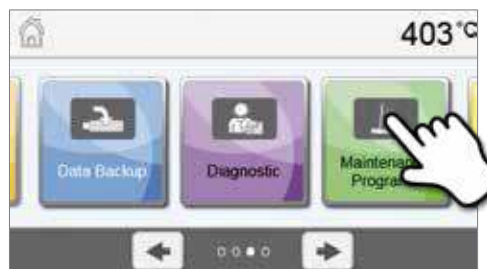 403°C
Data Backup
Diagnostic
Maintenan
Progra